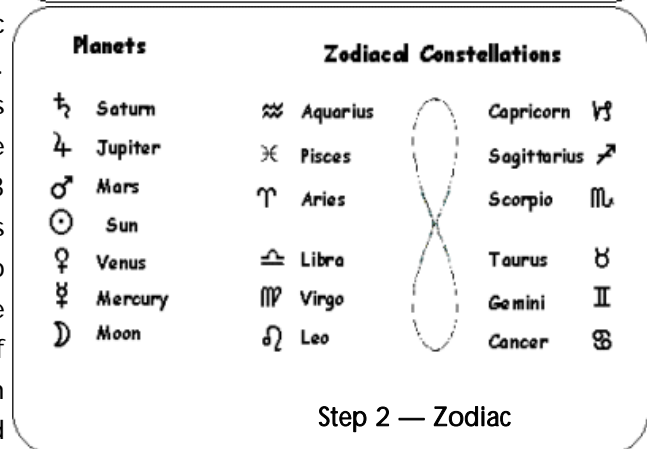 Planets
Zodiacal Constellations
♄ Saturn
♃ Jupiter
♂ Mars
☉ Sun
♀ Venus
☿ Mercury
☽ Moon
♒ Aquarius
♓ Pisces
♈ Aries
♎ Libra
♍ Virgo
♌ Leo
Capricorn ♑
Sagittarius ♐
Scorpio ♏
Taurus ♉
Gemini ♊
Cancer ♋
Step 2 — Zodiac